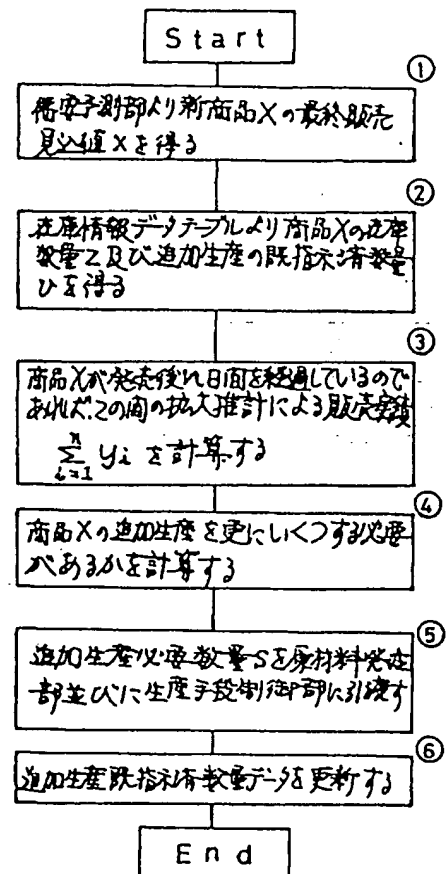 Start
①
需要予測部より新商品Xの最終販売
見込値xを得る
②
在庫情報データテーブルより商品Xの在庫
数量Z及び追加生産の既指示済数量
υを得る
③
商品Xが発売後n日間を経過しているので
あれば、この間の拡大推計による販売実績
n
Σ yi を計算する
i=1
④
商品Xの追加生産を更にいくつする必要
があるかを計算する
⑤
追加生産必要数量Sを原材料発注
部並びに生産手段制御部に引渡す
⑥
追加生産既指示済数量データを更新する
End